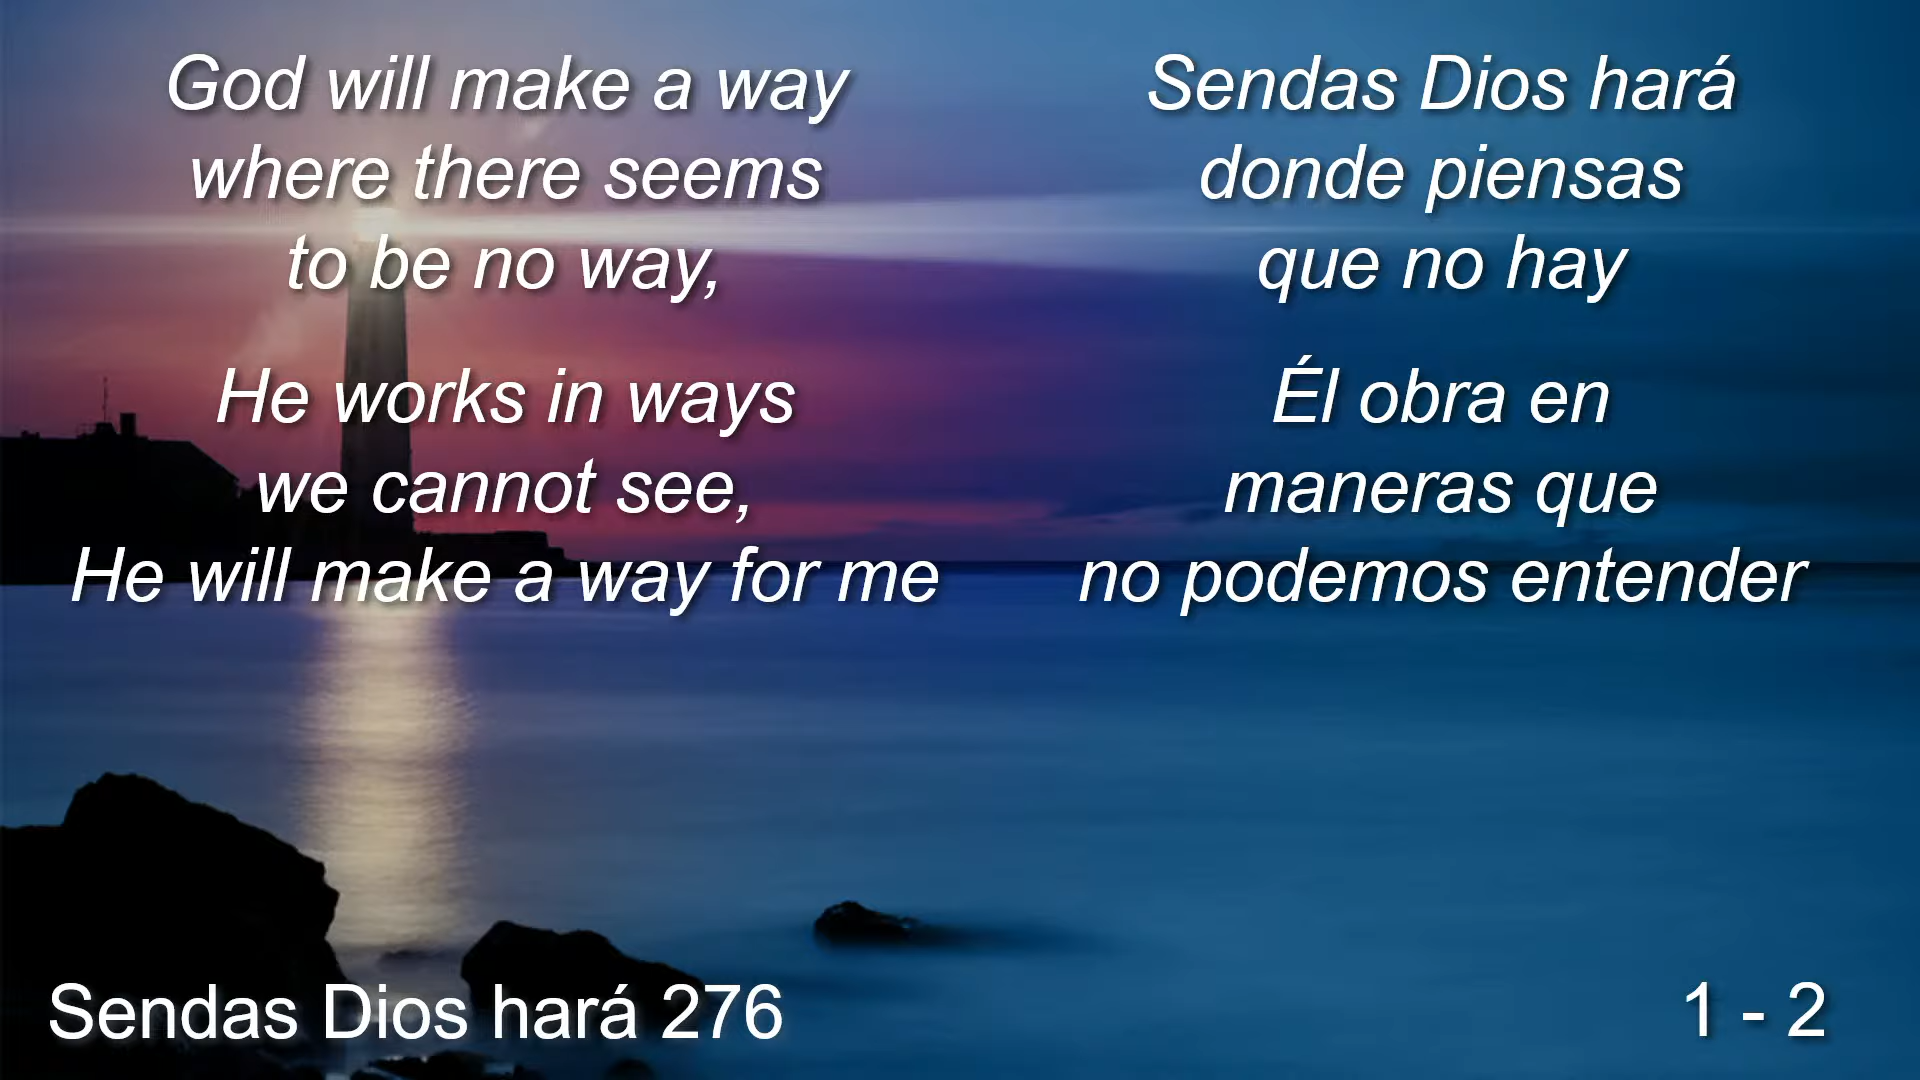 God will make a way
where there seems
to be no way,
He works in ways
we cannot see,
He will make a way for me
Sendas Dios hará
donde piensas
que no hay
Él obra en
maneras que
no podemos entender
Sendas Dios hará 276
1 - 2